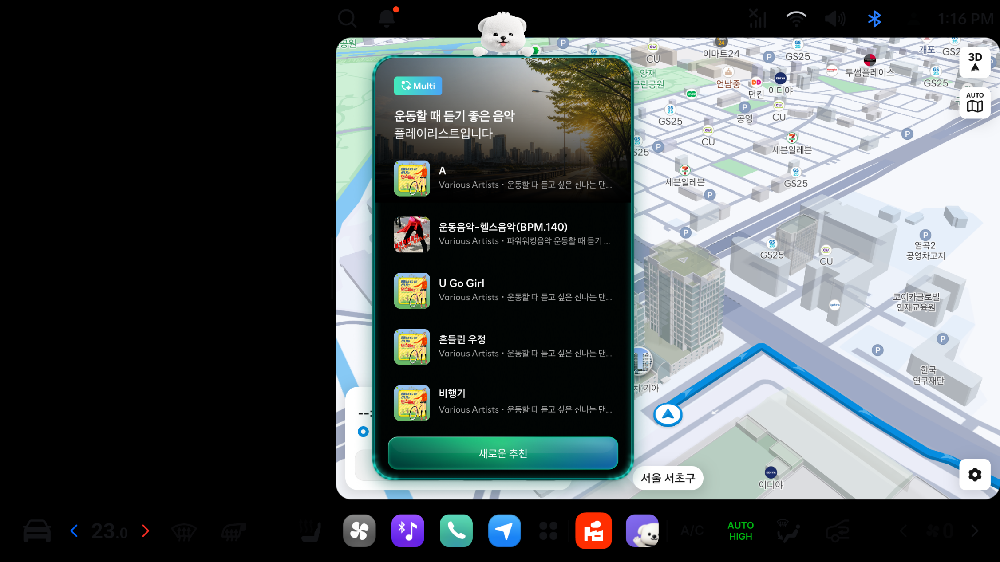 1:16 PM
공원
CU
이마트24
GS25
개포
GS2
3D
양재
근린공원
언남중
던킨
이디야
투썸플레이스
GS25
AUTO
Multi
운동할 때 듣기 좋은 음악
플레이리스트입니다
GS25
공영
CU
CU
세븐일레븐
S25
세븐일레븐
GS25
A
Various Artists • 운동할 때 듣고 싶은 신나는 댄...
운동음악-헬스음악(BPM.140)
Various Artists • 파워워킹음악 운동할 때 듣기 ...
U Go Girl
Various Artists • 운동할 때 듣고 싶은 신나는 댄...
흔들린 우정
Various Artists • 운동할 때 듣고 싶은 신나는 댄...
비행기
Various Artists • 운동할 때 듣고 싶은 신나는 댄...
새로운 추천
GS25
CU
염곡2
공영차고지
코이카글로벌
인재교육원
kotra
한국
연구재단
차.기아
--:
서울 서초구
EDIYA
이디야
23.0
A/C
AUTO
HIGH
0